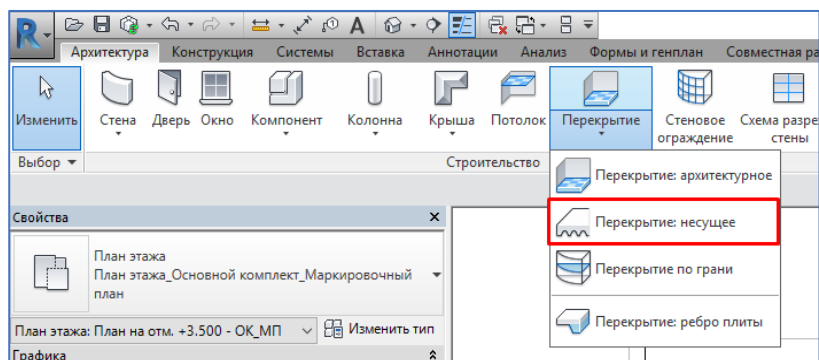 R
A
Архитектура Конструкция Системы Вставка Аннотации Анализ Формы и генплан Совместная ра
Изменить Стена Дверь Окно Компонент Колонна Крыша Потолок Перекрытие Стеновое ограждение Схема разре стены
Выбор Строительство
Перекрытие: архитектурное
Свойства
Перекрытие: несущее
План этажа
План этажа_Основной комплект_Маркировочный
план
Перекрытие по грани
План этажа: План на отм. +3.500 - ОК_МП Изменить тип
Перекрытие: ребро плиты
Графика